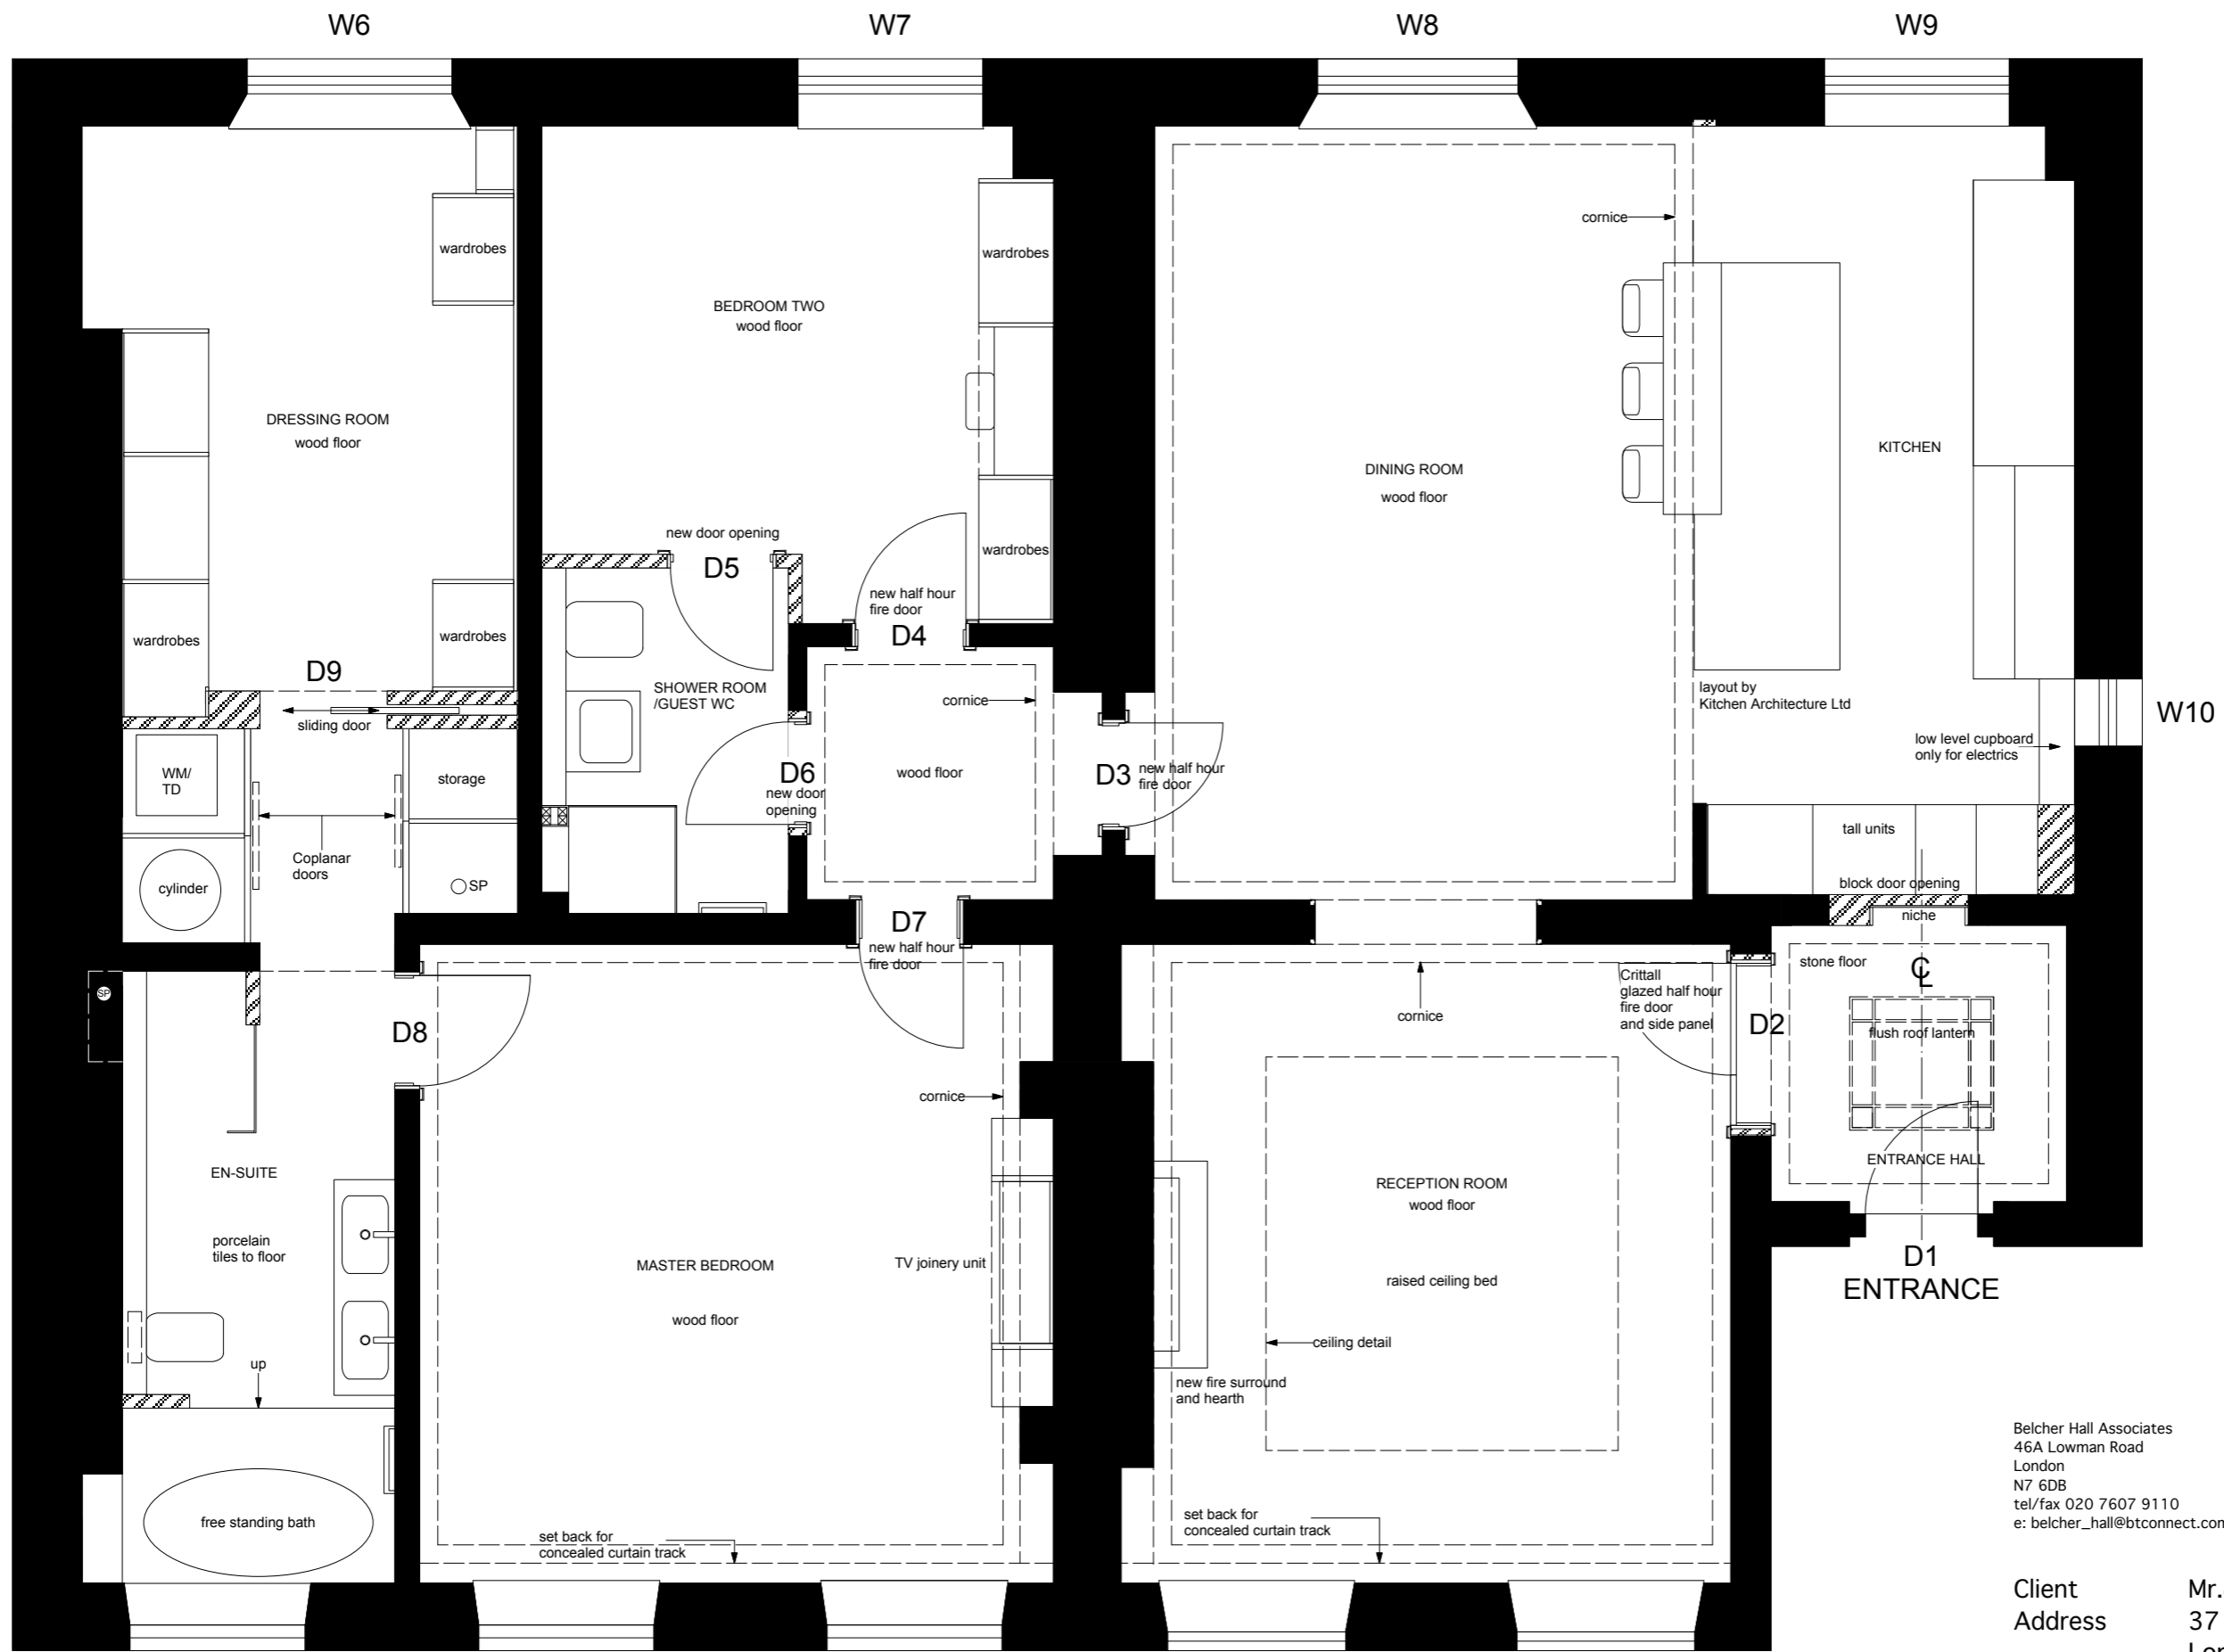 W6
W7
W8
W9
wardrobes
wardrobes
cornice
BEDROOM TWO
wood floor
DRESSING ROOM
wood floor
KITCHEN
DINING ROOM
wood floor
new door opening
D5
wardrobes
new half hour
fire door
D4
wardrobes
wardrobes
D9
sliding door
SHOWER ROOM
/GUEST WC
cornice
layout by
Kitchen Architecture Ltd
W10
low level cupboard
only for electrics
WM/
TD
storage
D6
new door
opening
wood floor
D3
new half hour
fire door
tall units
Coplanar
doors
cylinder
SP
block door opening
niche
D7
new half hour
fire door
stone floor
CL
SP
Crittall
glazed half hour
fire door
and side panel
D2
cornice
flush roof lantern
D8
cornice
EN-SUITE
ENTRANCE HALL
RECEPTION ROOM
wood floor
porcelain
tiles to floor
MASTER BEDROOM
TV joinery unit
D1
ENTRANCE
raised ceiling bed
wood floor
ceiling detail
up
new fire surround
and hearth
free standing bath
set back for
concealed curtain track
set back for
concealed curtain track
Belcher Hall Associates
46A Lowman Road
London
N7 6DB
tel/fax 020 7607 9110
e: belcher_hall@btconnect.com
Client Mr.
Address 37